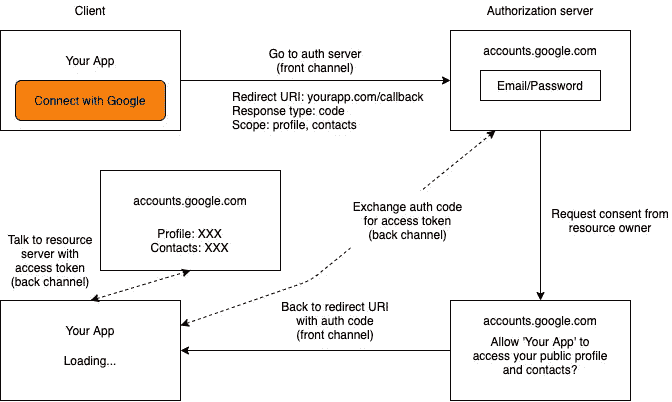 Client
Authorization server
Your App
Connect with Google
Go to auth server
(front channel)
Redirect URI: yourapp.com/callback
Response type: code
Scope: profile, contacts
accounts.google.com
Email/Password
accounts.google.com
Profile: XXX
Contacts: XXX
Exchange auth code
for access token
(back channel)
Request consent from
resource owner
Talk to resource
server with
access token
(back channel)
Your App
Loading...
Back to redirect URI
with auth code
(front channel)
accounts.google.com
Allow 'Your App' to
access your public profile
and contacts?